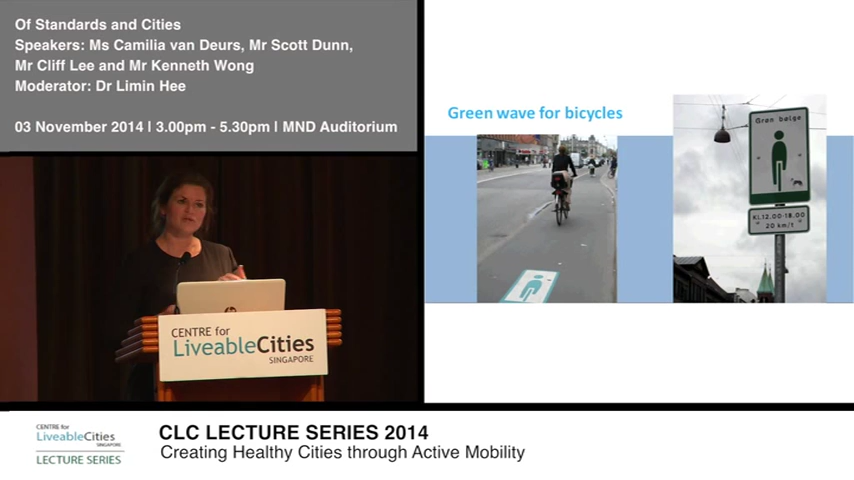 Of Standards and Cities
Speakers: Ms Camilia van Deurs, Mr Scott Dunn,
Mr Cliff Lee and Mr Kenneth Wong
Moderator: Dr Limin Hee
03 November 2014 | 3.00pm - 5.30pm | MND Auditorium
Green wave for bicycles
Grøn bølge
Kl.12.00-18.00
20 km/t
CENTRE for
LiveableCities
SINGAPORE
CENTRE for
LiveableCities
SINGAPORE
LECTURE SERIES
CLC LECTURE SERIES 2014
Creating Healthy Cities through Active Mobility